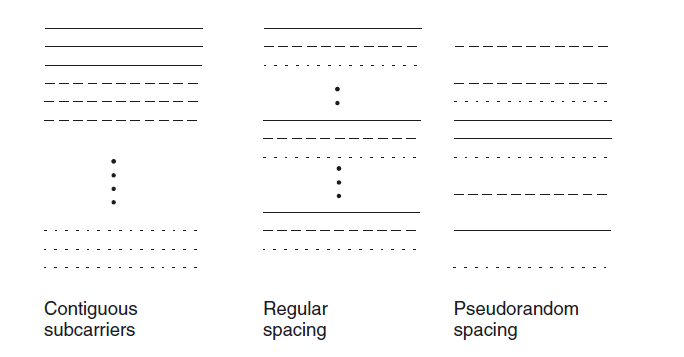 Contiguous
subcarriers
Regular
spacing
Pseudorandom
spacing